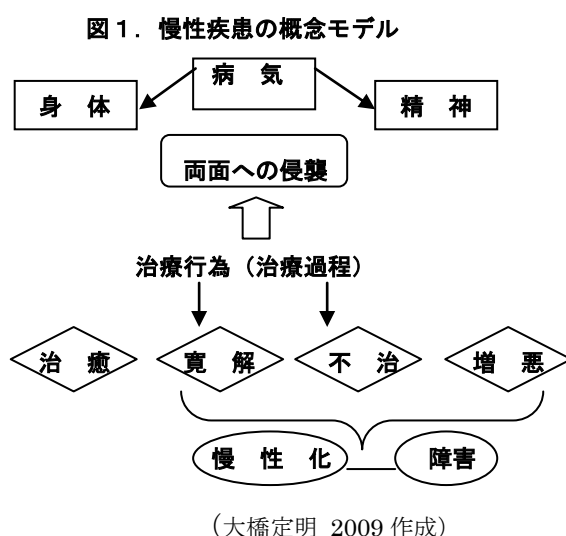 図１．慢性疾患の概念モデル
病　気
身　体
精　神
両面への侵襲
治療行為（治療過程）
治　癒　寛　解　不　治　増　悪
慢　性　化　障害
（大橋定明 2009 作成）